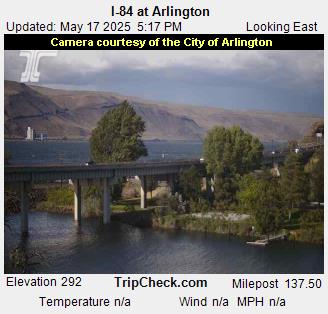 I-84 at Arlington
Updated: May 17 2025 5:17 PM Looking East
Camera courtesy of the City of Arlington
Elevation 292 TripCheck.com Milepost 137.50
Temperature n/a Wind n/a MPH n/a